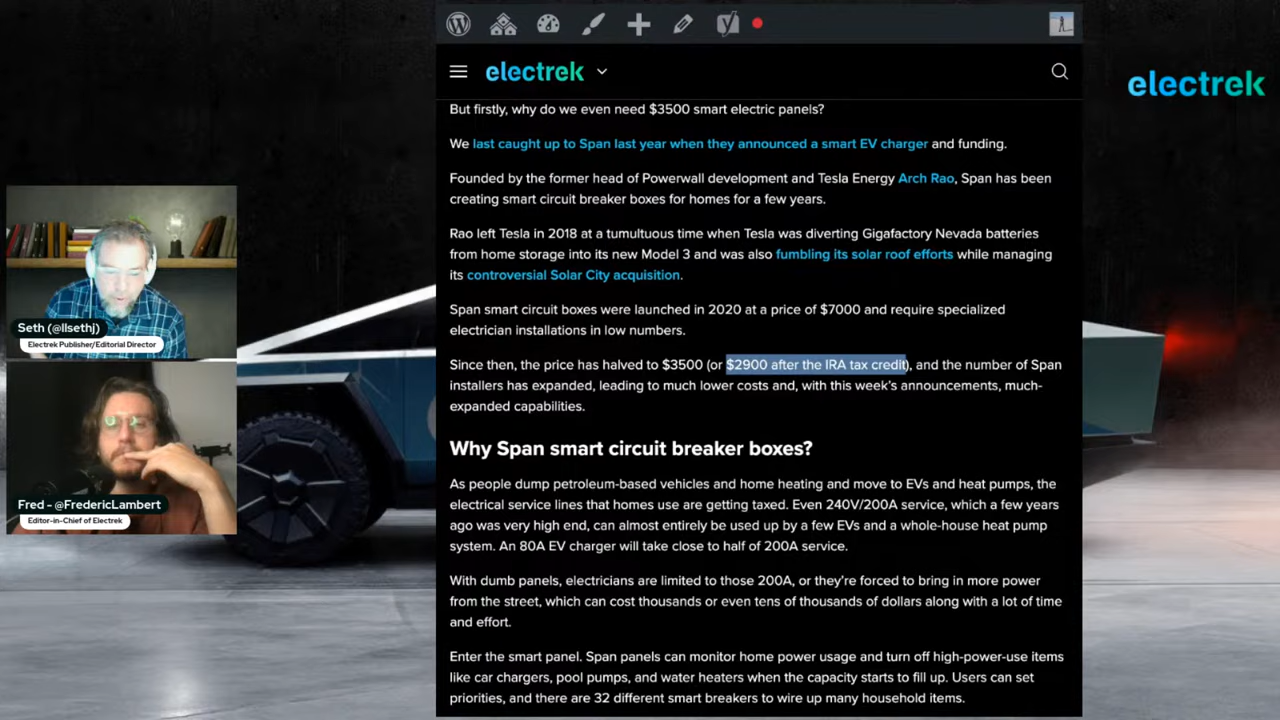 electrek
electrek
But firstly, why do we even need $3500 smart electric panels?
We last caught up to Span last year when they announced a smart EV charger and funding.
Founded by the former head of Powerwall development and Tesla Energy Arch Rao, Span has been
creating smart circuit breaker boxes for homes for a few years.
Rao left Tesla in 2018 at a tumultuous time when Tesla was diverting Gigafactory Nevada batteries
from home storage into its new Model 3 and was also fumbling its solar roof efforts while managing
its controversial Solar City acquisition.
Span smart circuit boxes were launched in 2020 at a price of $7000 and require specialized
electrician installations in low numbers.
Since then, the price has halved to $3500 (or $2900 after the IRA tax credit), and the number of Span
installers has expanded, leading to much lower costs and, with this week's announcements, much-
expanded capabilities.
Why Span smart circuit breaker boxes?
As people dump petroleum-based vehicles and home heating and move to EVs and heat pumps, the
electrical service lines that homes use are getting taxed. Even 240V/200A service, which a few years
ago was very high end, can almost entirely be used up by a few EVs and a whole-house heat pump
system. An 80A EV charger will take close to half of 200A service.
With dumb panels, electricians are limited to those 200A, or they're forced to bring in more power
from the street, which can cost thousands or even tens of thousands of dollars along with a lot of time
and effort.
Enter the smart panel. Span panels can monitor home power usage and turn off high-power-use items
like car chargers, pool pumps, and water heaters when the capacity starts to fill up. Users can set
priorities, and there are 32 different smart breakers to wire up many household items.
Seth (@llsethj)
Electrek Publisher/Editorial Director
Fred - @FredericLambert
Editor-in-Chief of Electrek